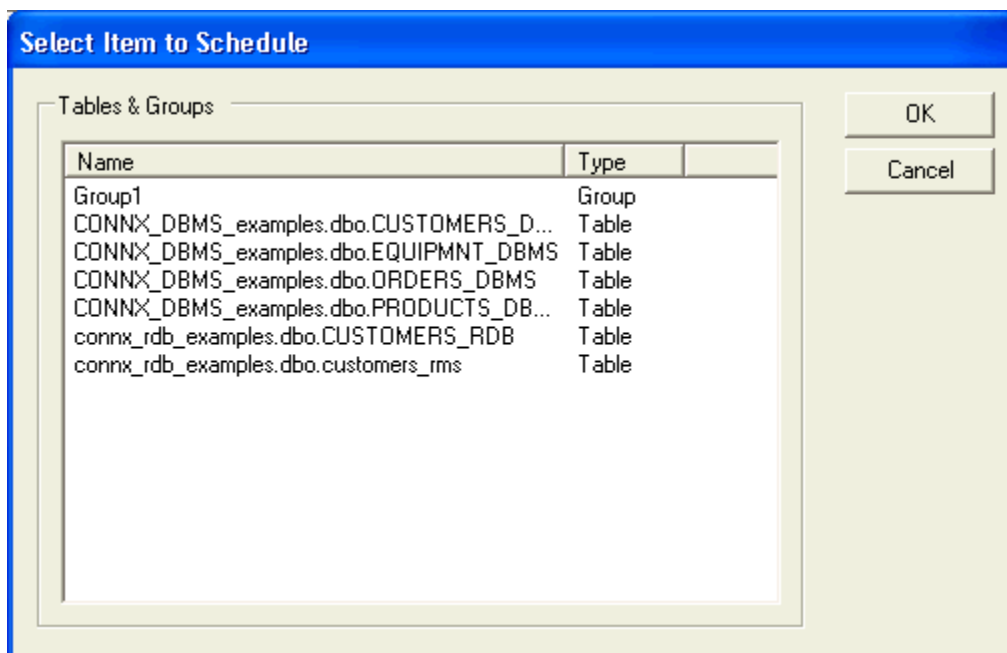 Select Item to Schedule
Tables & Groups
OK
Cancel
Name Type
Group1 Group
CONNX_DBMS_examples.dbo.CUSTOMERS_D... Table
CONNX_DBMS_examples.dbo.EQUIPMNT_DBMS Table
CONNX_DBMS_examples.dbo.ORDERS_DBMS Table
CONNX_DBMS_examples.dbo.PRODUCTS_DB... Table
connx_rdb_examples.dbo.CUSTOMERS_RDB Table
connx_rdb_examples.dbo.customers_rms Table